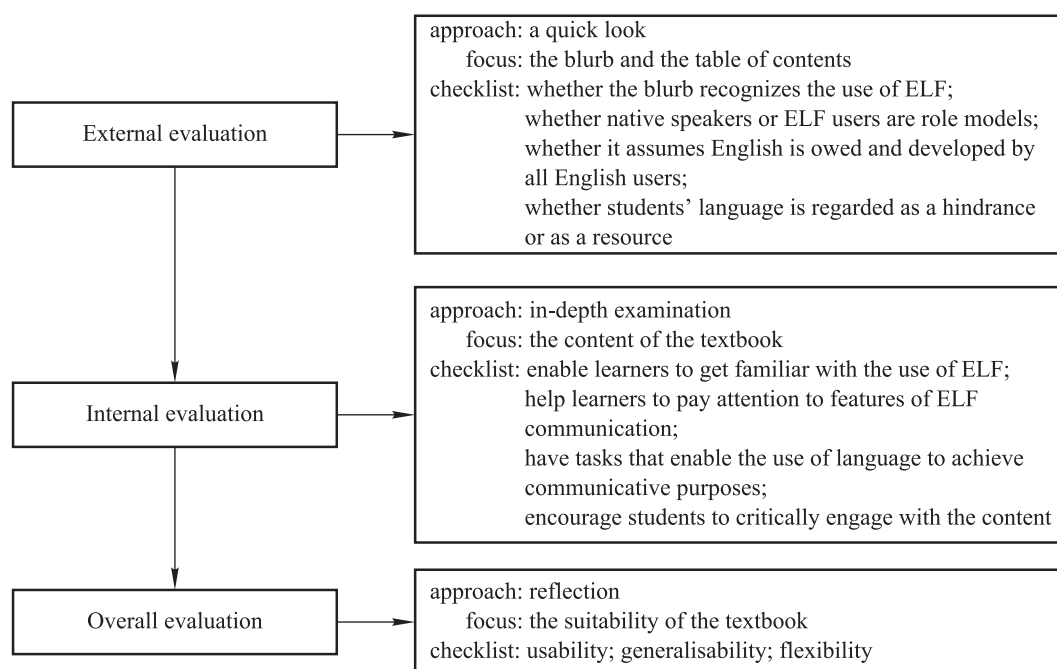 External evaluation
approach: a quick look
focus: the blurb and the table of contents
checklist: whether the blurb recognizes the use of ELF;
whether native speakers or ELF users are role models;
whether it assumes English is owed and developed by
all English users;
whether students’ language is regarded as a hindrance
or as a resource
Internal evaluation
approach: in-depth examination
focus: the content of the textbook
checklist: enable learners to get familiar with the use of ELF;
help learners to pay attention to features of ELF
communication;
have tasks that enable the use of language to achieve
communicative purposes;
encourage students to critically engage with the content
Overall evaluation
approach: reflection
focus: the suitability of the textbook
checklist: usability; generalisability; flexibility